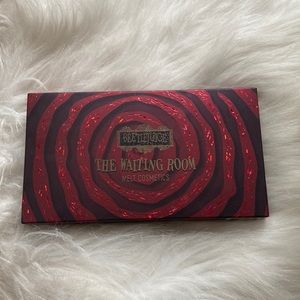 BEETLEJUICE
THE WAITING ROOM
MELT COSMETICS